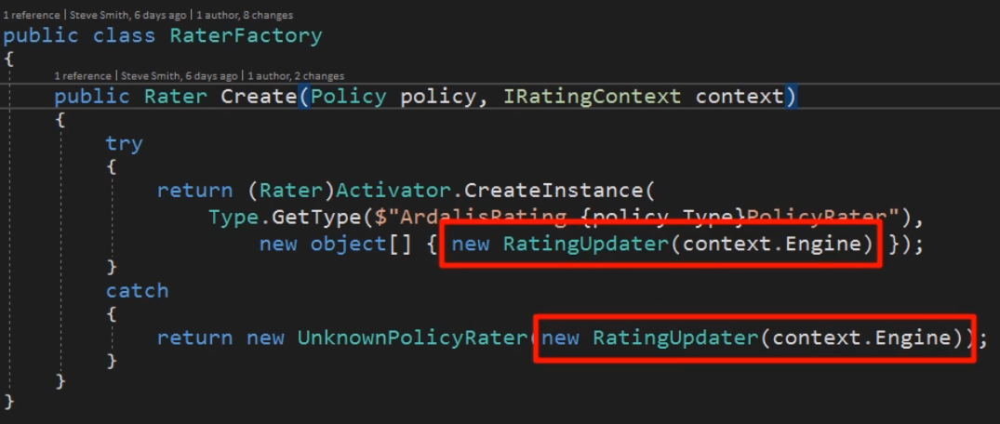 1 reference | Steve Smith, 6 days ago | 1 author, 8 changes
public class RaterFactory
{
1 reference | Steve Smith, 6 days ago | 1 author, 2 changes
public Rater Create(Policy policy, IRatingContext context)
{
try
{
return (Rater)Activator.CreateInstance(
Type.GetType($"ArdalisRating.{policy.Type}PolicyRater"),
new object[] { new RatingUpdater(context.Engine) });
}
catch
{
return new UnknownPolicyRater(new RatingUpdater(context.Engine));
}
}
}